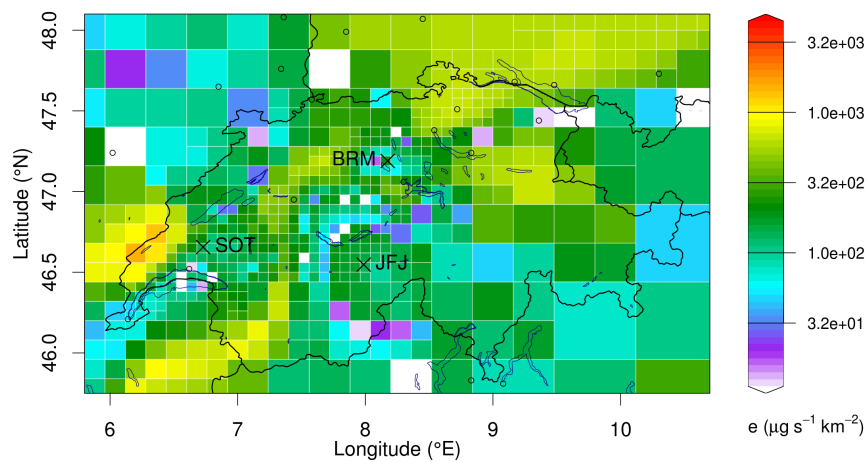 48.0
47.5
47.0
46.5
46.0
Latitude (°N)
BRM
SOT
JFJ
6
7
8
9
10
Longitude (°E)
3.2e+03
1.0e+03
3.2e+02
1.0e+02
3.2e+01
e (μg s⁻¹ km⁻²)